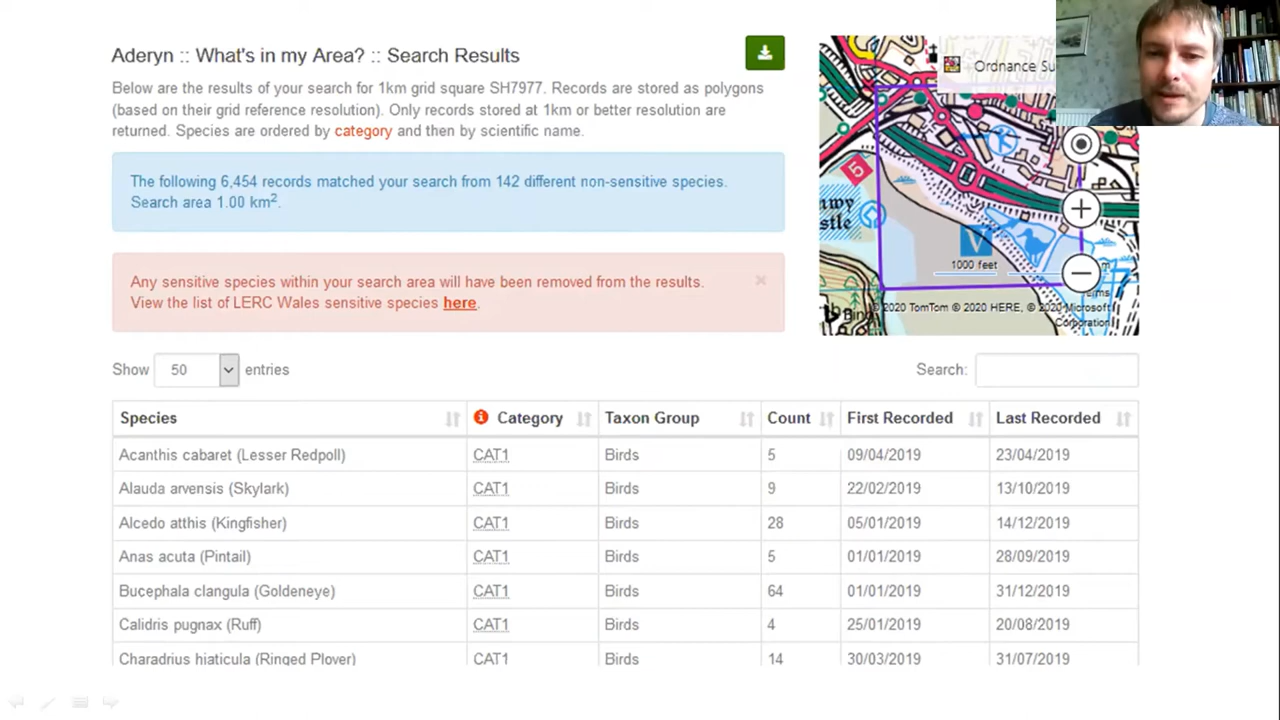 Aderyn :: What's in my Area? :: Search Results
Below are the results of your search for 1km grid square SH7977. Records are stored as polygons
(based on their grid reference resolution). Only records stored at 1km or better resolution are
returned. Species are ordered by category and then by scientific name.
The following 6,454 records matched your search from 142 different non-sensitive species.
Search area 1.00 km².
Any sensitive species within your search area will have been removed from the results. ×
View the list of LERC Wales sensitive species here.
Ordnance Su
5
wy
stle
V
1000 feet
© 2020 TomTom © 2020 HERE, © 2020 Microsoft
Bing
Corporation
Show 50 entries
Search:
Species Category Taxon Group Count First Recorded Last Recorded
Acanthis cabaret (Lesser Redpoll) CAT1 Birds 5 09/04/2019 23/04/2019
Alauda arvensis (Skylark) CAT1 Birds 9 22/02/2019 13/10/2019
Alcedo atthis (Kingfisher) CAT1 Birds 28 05/01/2019 14/12/2019
Anas acuta (Pintail) CAT1 Birds 5 01/01/2019 28/09/2019
Bucephala clangula (Goldeneye) CAT1 Birds 64 01/01/2019 31/12/2019
Calidris pugnax (Ruff) CAT1 Birds 4 25/01/2019 20/08/2019
Charadrius hiaticula (Ringed Plover) CAT1 Birds 14 30/03/2019 31/07/2019